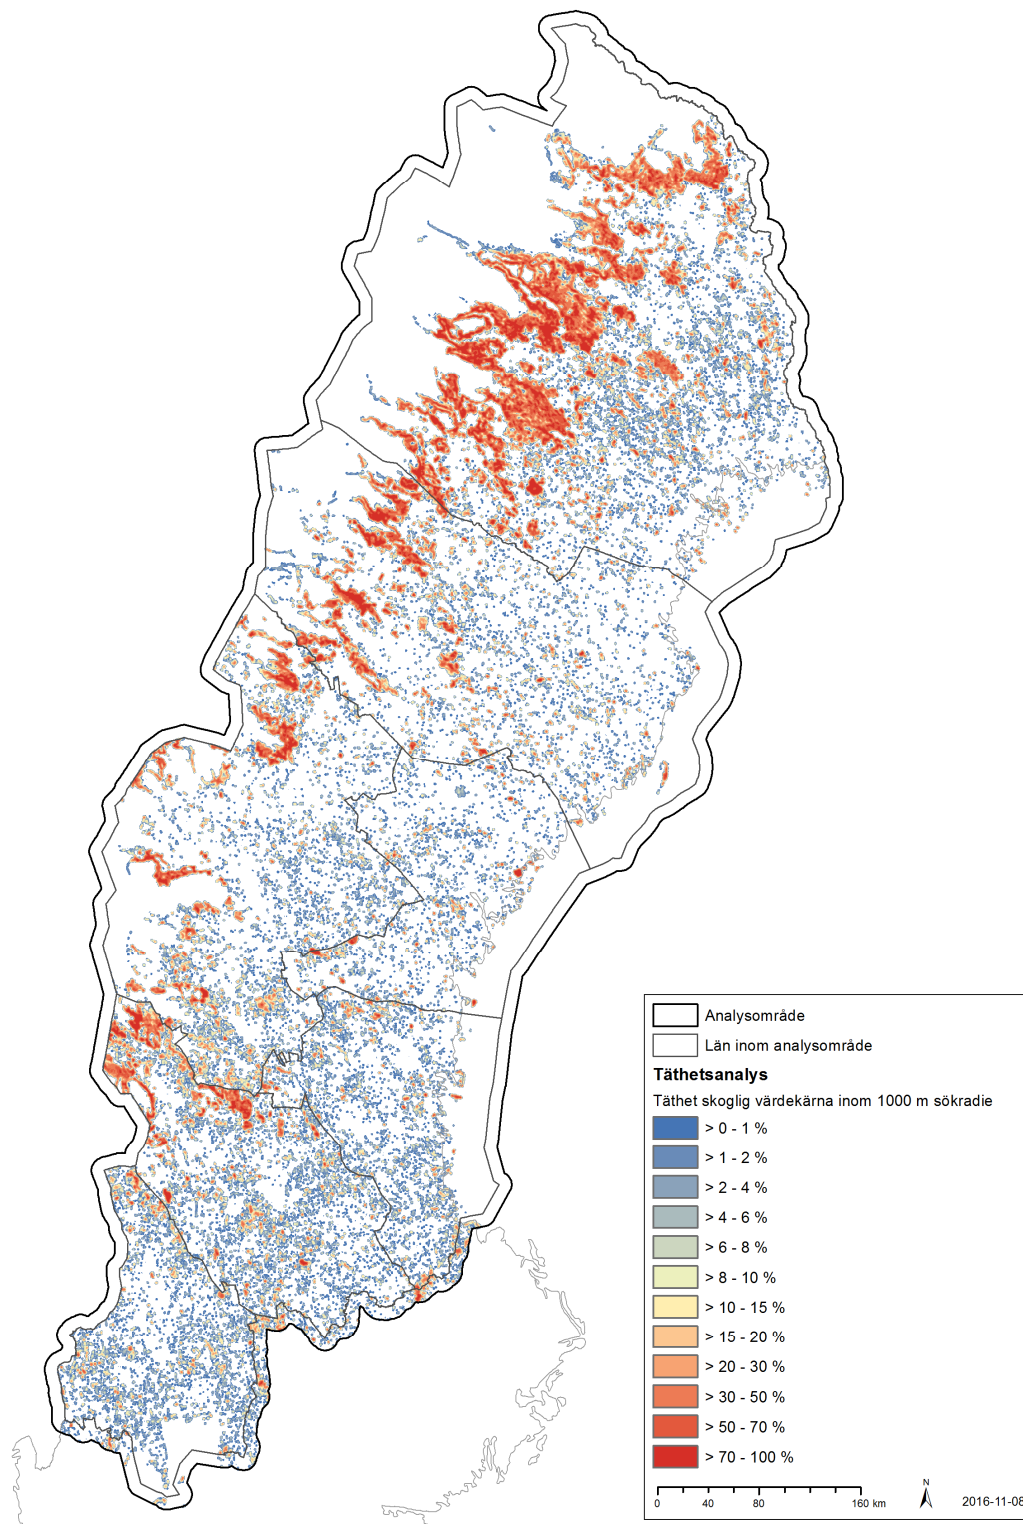 Analysområde
Län inom analysområde
Täthetsanalys
Täthet skoglig värdekärna inom 1000 m sökradie
> 0 - 1 %
> 1 - 2 %
> 2 - 4 %
> 4 - 6 %
> 6 - 8 %
> 8 - 10 %
> 10 - 15 %
> 15 - 20 %
> 20 - 30 %
> 30 - 50 %
> 50 - 70 %
> 70 - 100 %
0 40 80 160 km
N
2016-11-08